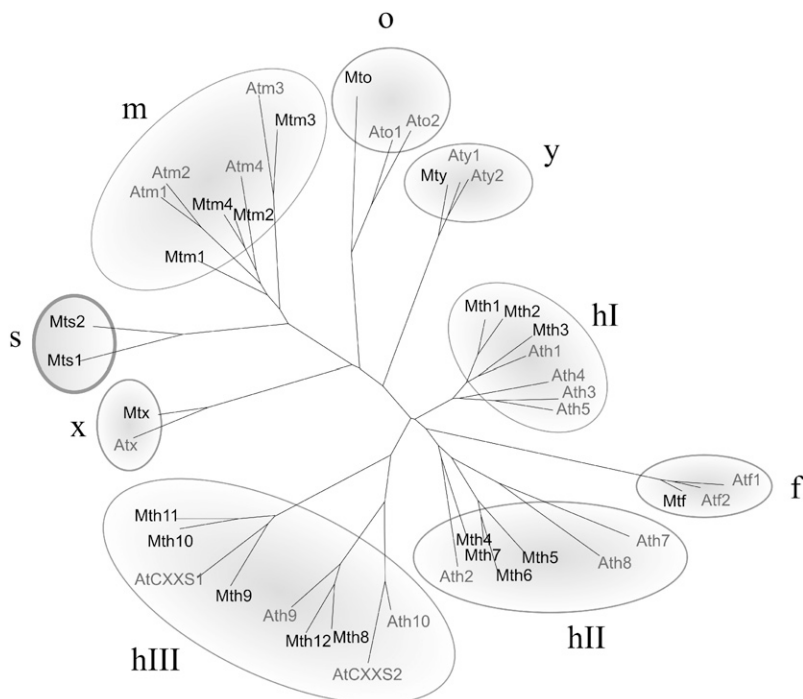 o
Mto
Ato1
Ato2
m
Atm3
Mtm3
Atm2
Atm4
Atm1
Mtm4
Mtm2
Mtm1
y
Aty1
Mty
Aty2
s
Mts2
Mts1
x
Mtx
Atx
hI
Mth1
Mth2
Mth3
Ath1
Ath4
Ath3
Ath5
f
Atf1
Mtf
Atf2
hII
Mth4
Mth7
Mth5
Mth6
Ath2
Ath7
Ath8
hIII
Mth11
Mth10
AtCXXS1
Mth9
Ath9
Mth12
Mth8
Ath10
AtCXXS2